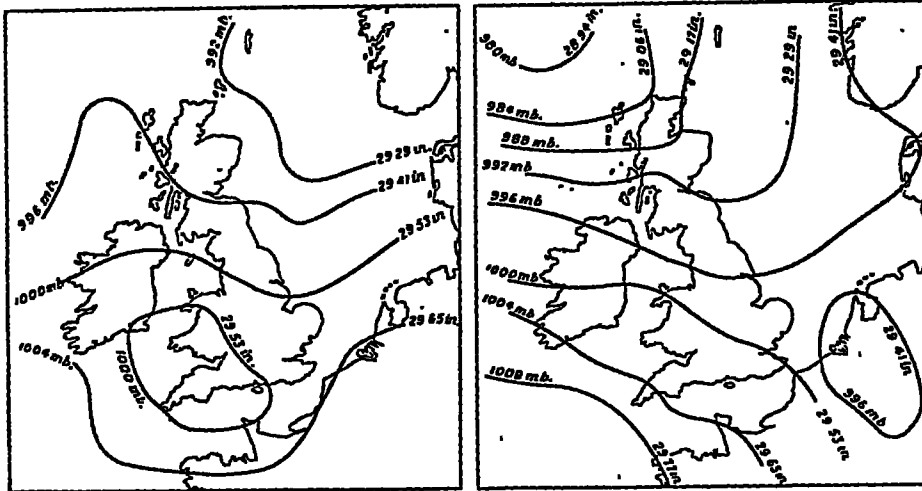 992 mb.
29 29 in.
29 41 in
996 mb.
29 53 in
1000 mb
29 65 in.
1004 mb.
29 53 in.
1000 mb.
980 mb.
28.94 in.
29 06 in.
29 17 in.
29 29 in
29 41 in
984 mb.
988 mb.
992 mb
996 mb.
1000 mb.
1004 mb
29 41 in
996 mb
1008 mb.
29 53 in
29 65 in
29 77 in